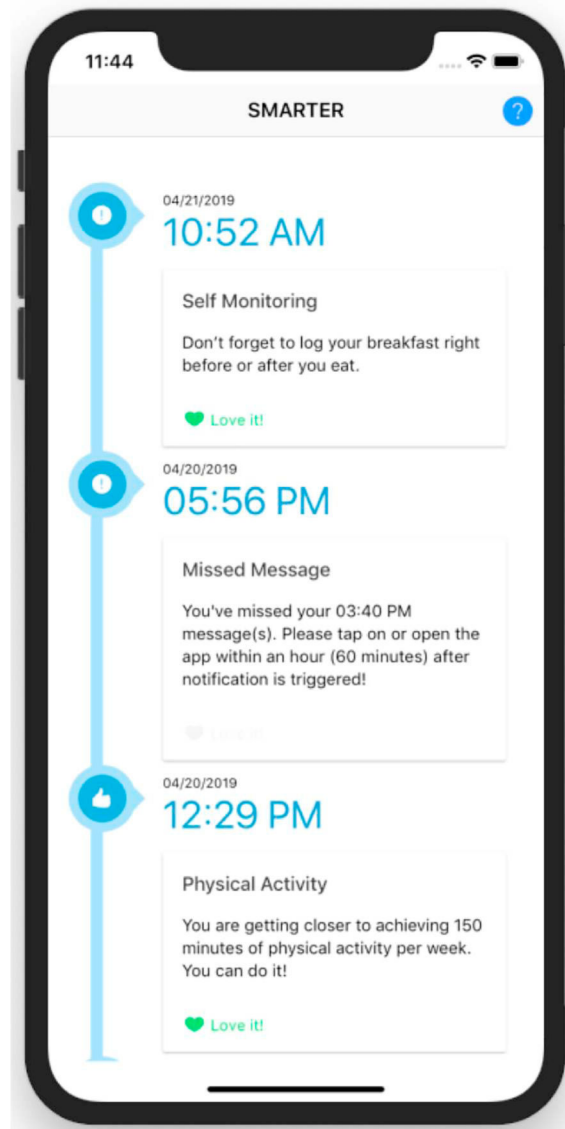 11:44
SMARTER
?
04/21/2019
10:52 AM
Self Monitoring
Don't forget to log your breakfast right
before or after you eat.
Love it!
04/20/2019
05:56 PM
Missed Message
You've missed your 03:40 PM
message(s). Please tap on or open the
app within an hour (60 minutes) after
notification is triggered!
Love it!
04/20/2019
12:29 PM
Physical Activity
You are getting closer to achieving 150
minutes of physical activity per week.
You can do it!
Love it!